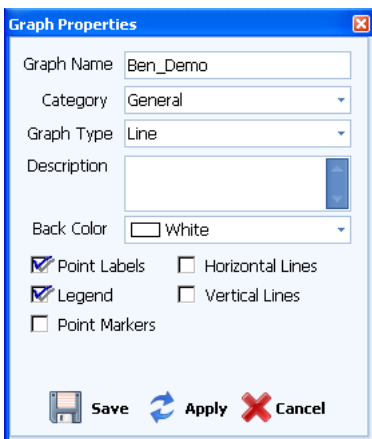 Graph Properties
Graph Name Ben_Demo
Category General
Graph Type Line
Description
Back Color White
Point Labels Horizontal Lines
Legend Vertical Lines
Point Markers
Save Apply Cancel